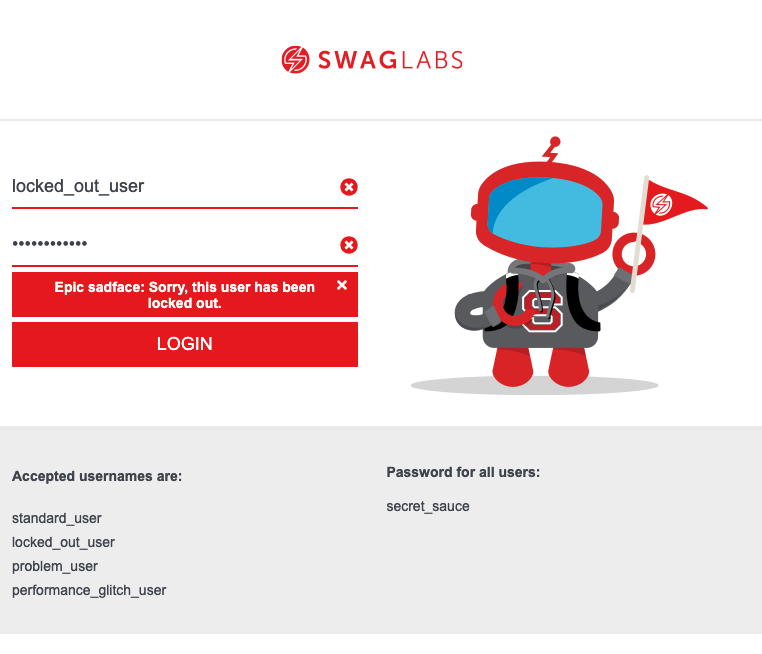 SWAGLABS
locked_out_user
••••••••••••
Epic sadface: Sorry, this user has been
locked out.
LOGIN
S
Accepted usernames are:
standard_user
locked_out_user
problem_user
performance_glitch_user
Password for all users:
secret_sauce